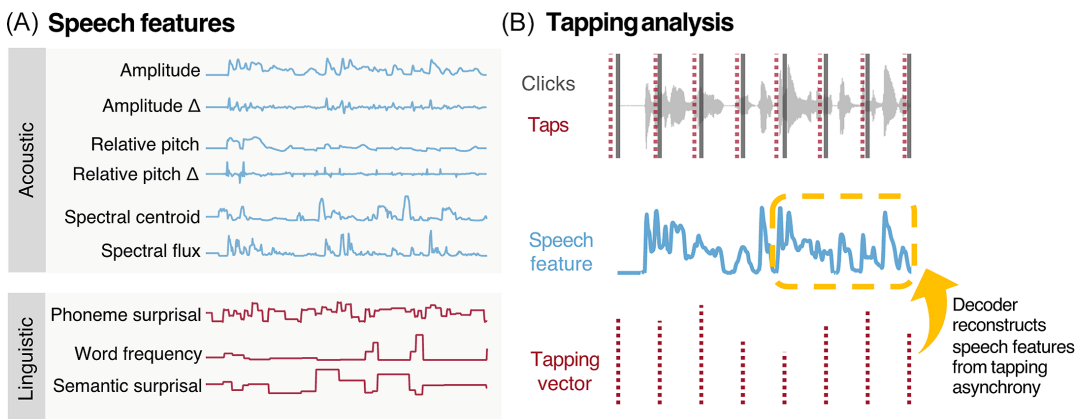 (A) Speech features
Acoustic
Amplitude
Amplitude Δ
Relative pitch
Relative pitch Δ
Spectral centroid
Spectral flux
Linguistic
Phoneme surprisal
Word frequency
Semantic surprisal
(B) Tapping analysis
Clicks
Taps
Speech
feature
Tapping
vector
Decoder
reconstructs
speech features
from tapping
asynchrony